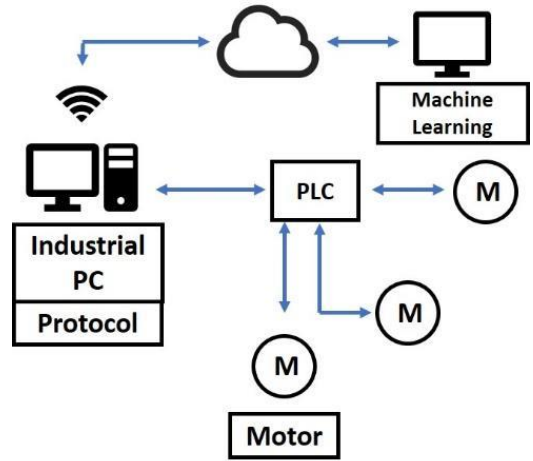 Machine
Learning
PLC
M
Industrial
PC
Protocol
M
M
Motor